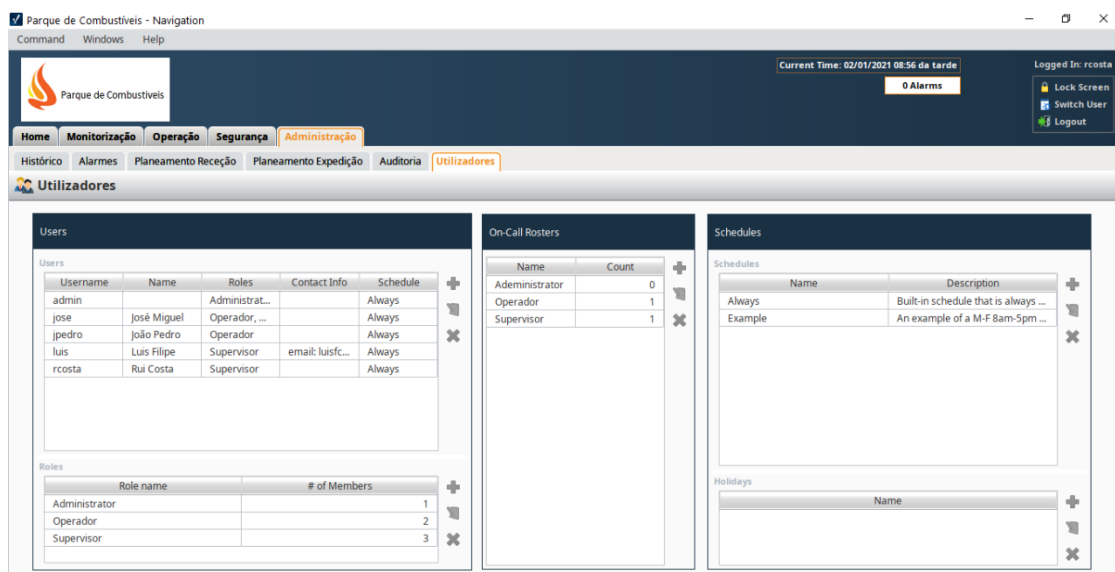 Parque de Combustíveis - Navigation
Command Windows Help
Current Time: 02/01/2021 08:56 da tarde
Logged In: rcosta
0 Alarms
Lock Screen
Switch User
Logout
Parque de Combustiveis
Home Monitorização Operação Segurança Administração
Histórico Alarmes Planeamento Receção Planeamento Expedição Auditoria Utilizadores
Utilizadores
Users
Users
Username Name Roles Contact Info Schedule
admin Administrat... Always
jose José Miguel Operador, ... Always
jpedro João Pedro Operador Always
luis Luis Filipe Supervisor email: luisfc... Always
rcosta Rui Costa Supervisor Always
Roles
Role name # of Members
Administrator 1
Operador 2
Supervisor 3
On-Call Rosters
Name Count
Adeministrator 0
Operador 1
Supervisor 1
Schedules
Schedules
Name Description
Always Built-in schedule that is always ...
Example An example of a M-F 8am-5pm ...
Holidays
Name